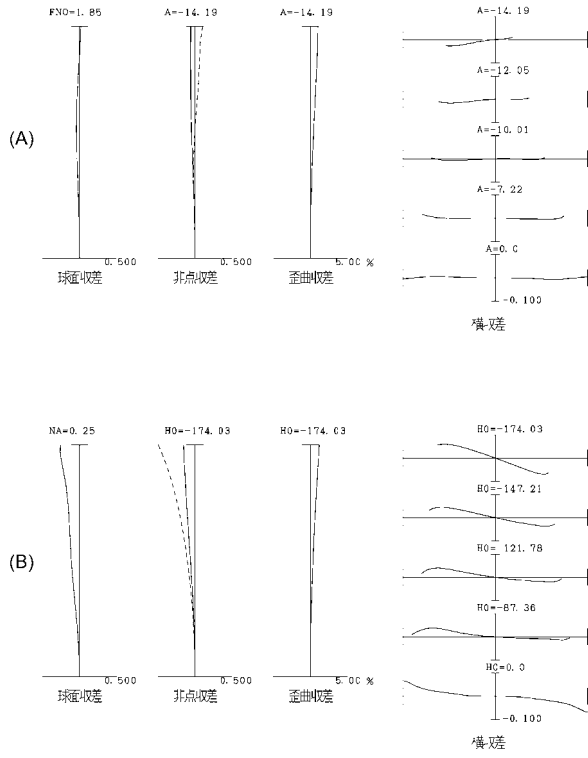 (A)
FNO=1.85
A=-14.19
A=-14.19
0.500
0.500
5.00 %
球面収差
非点収差
歪曲収差
A=-14.19
A=-12.05
A=-10.01
A=-7.22
A=0.0
-0.100
横収差
(B)
NA=0.25
H0=-174.03
H0=-174.03
0.500
0.500
5.00 %
球面収差
非点収差
歪曲収差
H0=-174.03
H0=-147.21
H0=-121.78
H0=-87.36
H0=0.0
-0.100
横収差